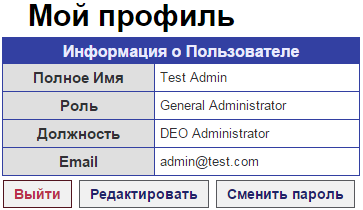 Мой профиль
Информация о Пользователе
Полное Имя Test Admin
Роль General Administrator
Должность DEO Administrator
Email admin@test.com
Выйти Редактировать Сменить пароль